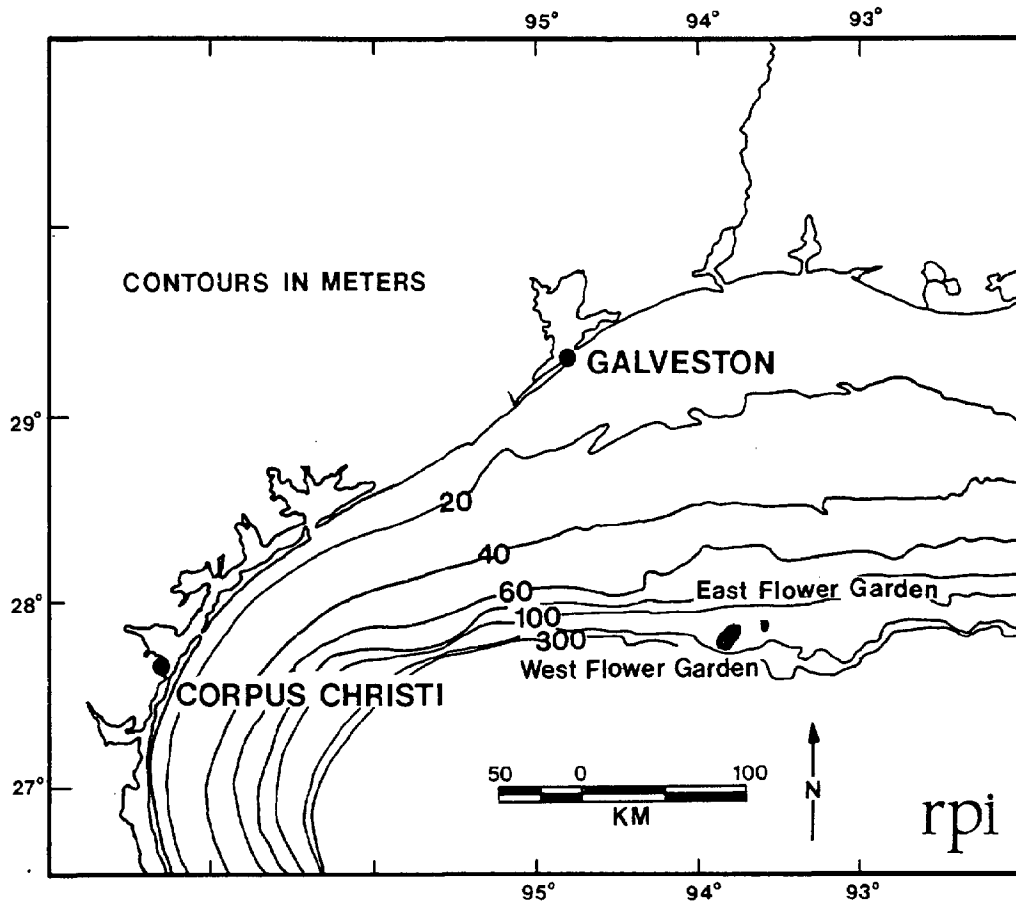 95° 94° 93°
CONTOURS IN METERS
GALVESTON
29°
20
40
60
East Flower Garden
28°
100
300
West Flower Garden
CORPUS CHRISTI
50 0 100
27°
N
KM
rpi
95° 94° 93°